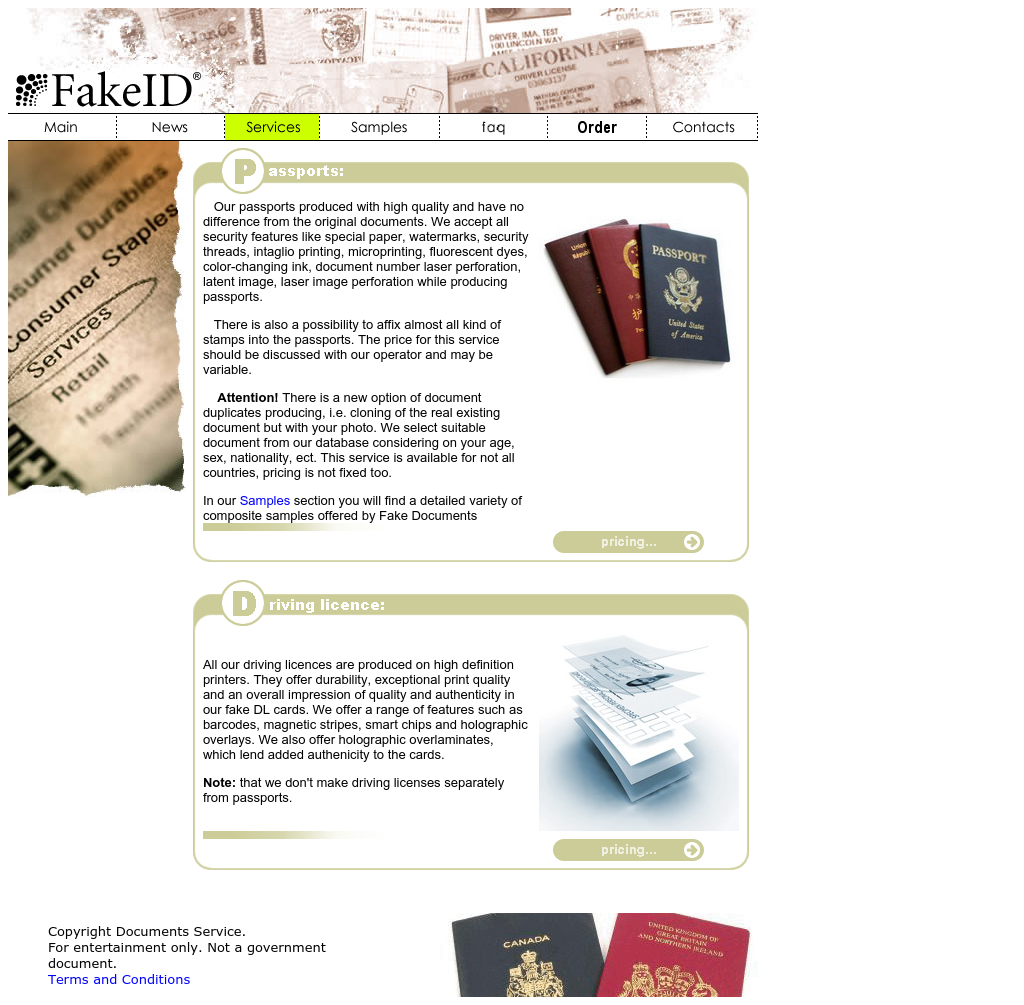 DRIVER, IMA, TEST
100 LINCOLN WAY
DUPLICATE
CALIFORNIA
DRIVER LICENSE
03063137
FakeID®
Main
News
Services
Samples
faq
Order
Contacts
Consumer Durables
Consumer Staples
Services
Retail
Health
Passports:
Our passports produced with high quality and have no
difference from the original documents. We accept all
security features like special paper, watermarks, security
threads, intaglio printing, microprinting, fluorescent dyes,
color-changing ink, document number laser perforation,
latent image, laser image perforation while producing
passports.
There is also a possibility to affix almost all kind of
stamps into the passports. The price for this service
should be discussed with our operator and may be
variable.
Attention! There is a new option of document
duplicates producing, i.e. cloning of the real existing
document but with your photo. We select suitable
document from our database considering on your age,
sex, nationality, ect. This service is available for not all
countries, pricing is not fixed too.
In our Samples section you will find a detailed variety of
composite samples offered by Fake Documents
PASSPORT
United States
of America
pricing...
Driving licence:
All our driving licences are produced on high definition
printers. They offer durability, exceptional print quality
and an overall impression of quality and authenticity in
our fake DL cards. We offer a range of features such as
barcodes, magnetic stripes, smart chips and holographic
overlays. We also offer holographic overlaminates,
which lend added authenicity to the cards.
Note: that we don't make driving licenses separately
from passports.
pricing...
Copyright Documents Service.
For entertainment only. Not a government
document.
Terms and Conditions
CANADA
UNITED KINGDOM OF
GREAT BRITAIN
AND NORTHERN IRELAND